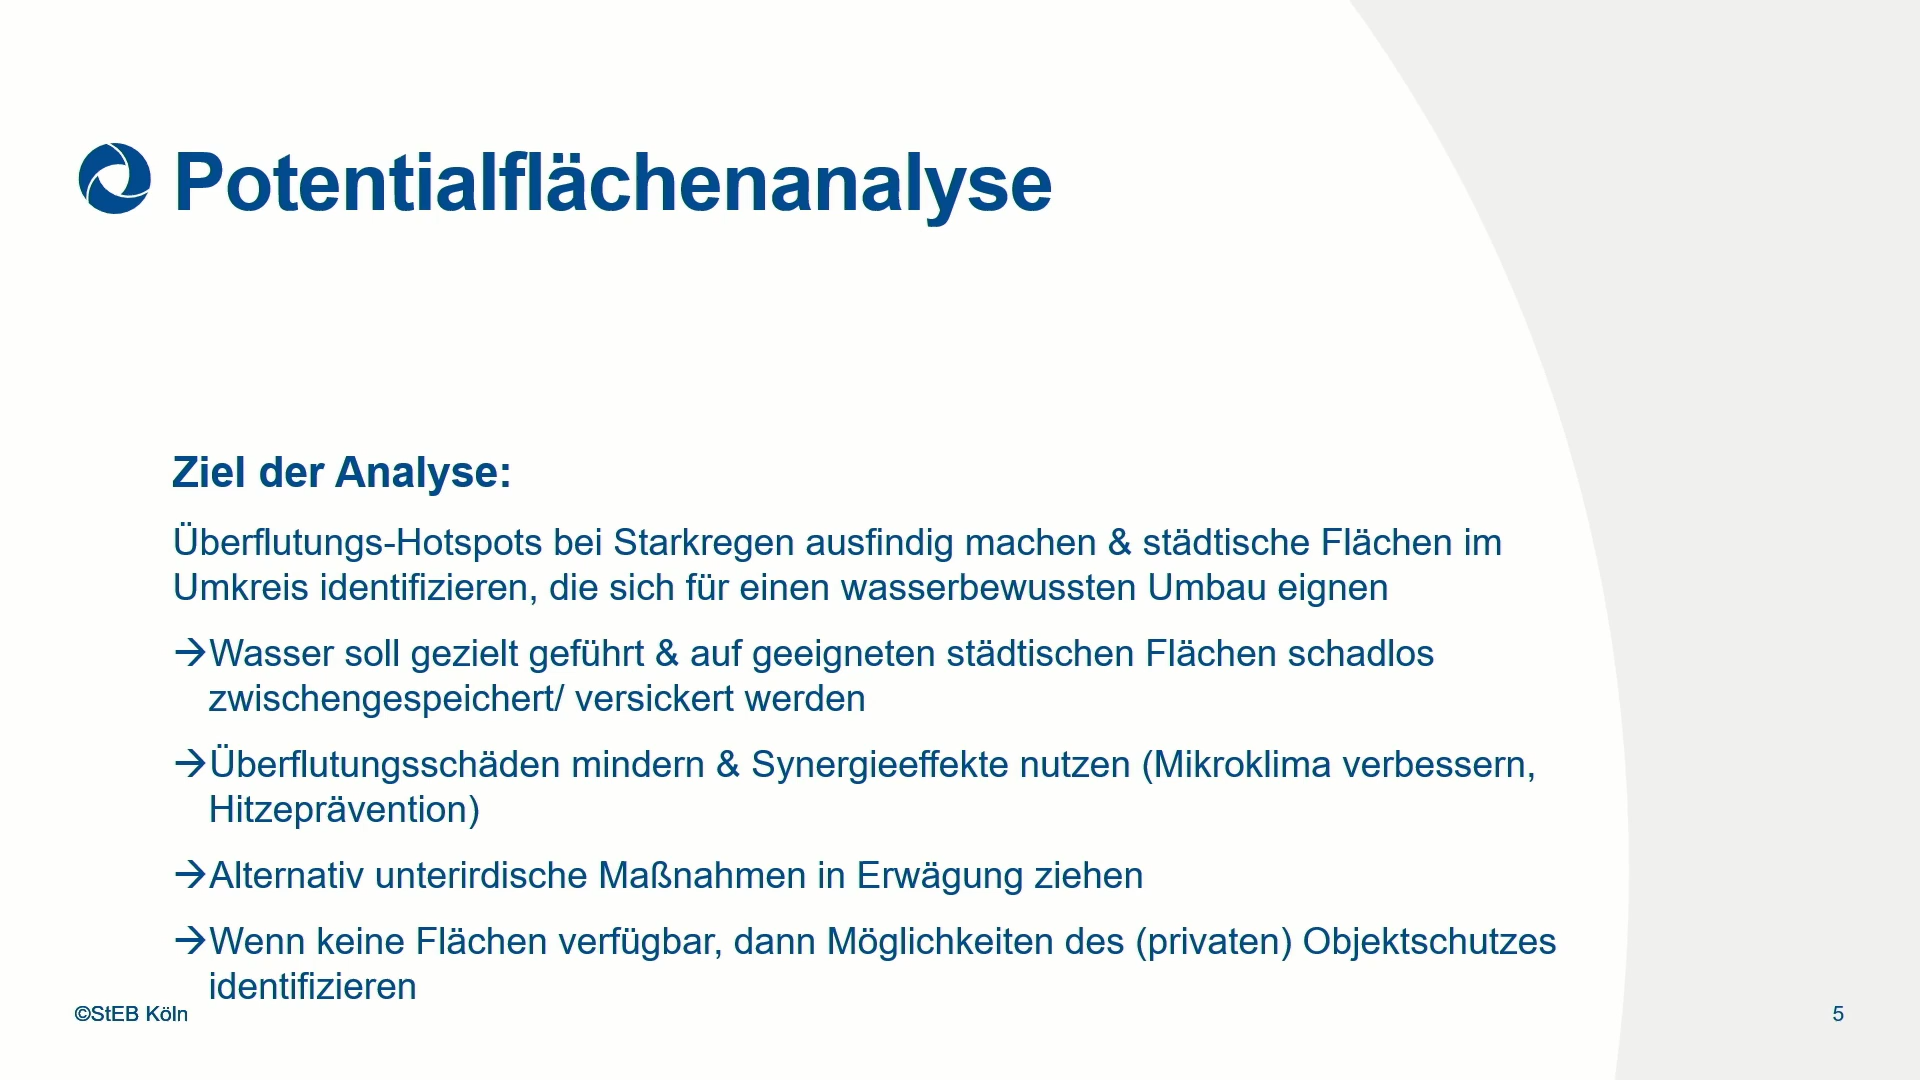 Potentialflächenanalyse
Ziel der Analyse:
Überflutungs-Hotspots bei Starkregen ausfindig machen & städtische Flächen im
Umkreis identifizieren, die sich für einen wasserbewussten Umbau eignen
→Wasser soll gezielt geführt & auf geeigneten städtischen Flächen schadlos
zwischengespeichert/ versickert werden
→Überflutungsschäden mindern & Synergieeffekte nutzen (Mikroklima verbessern,
Hitzeprävention)
→Alternativ unterirdische Maßnahmen in Erwägung ziehen
→Wenn keine Flächen verfügbar, dann Möglichkeiten des (privaten) Objektschutzes
identifizieren
©StEB Köln
5